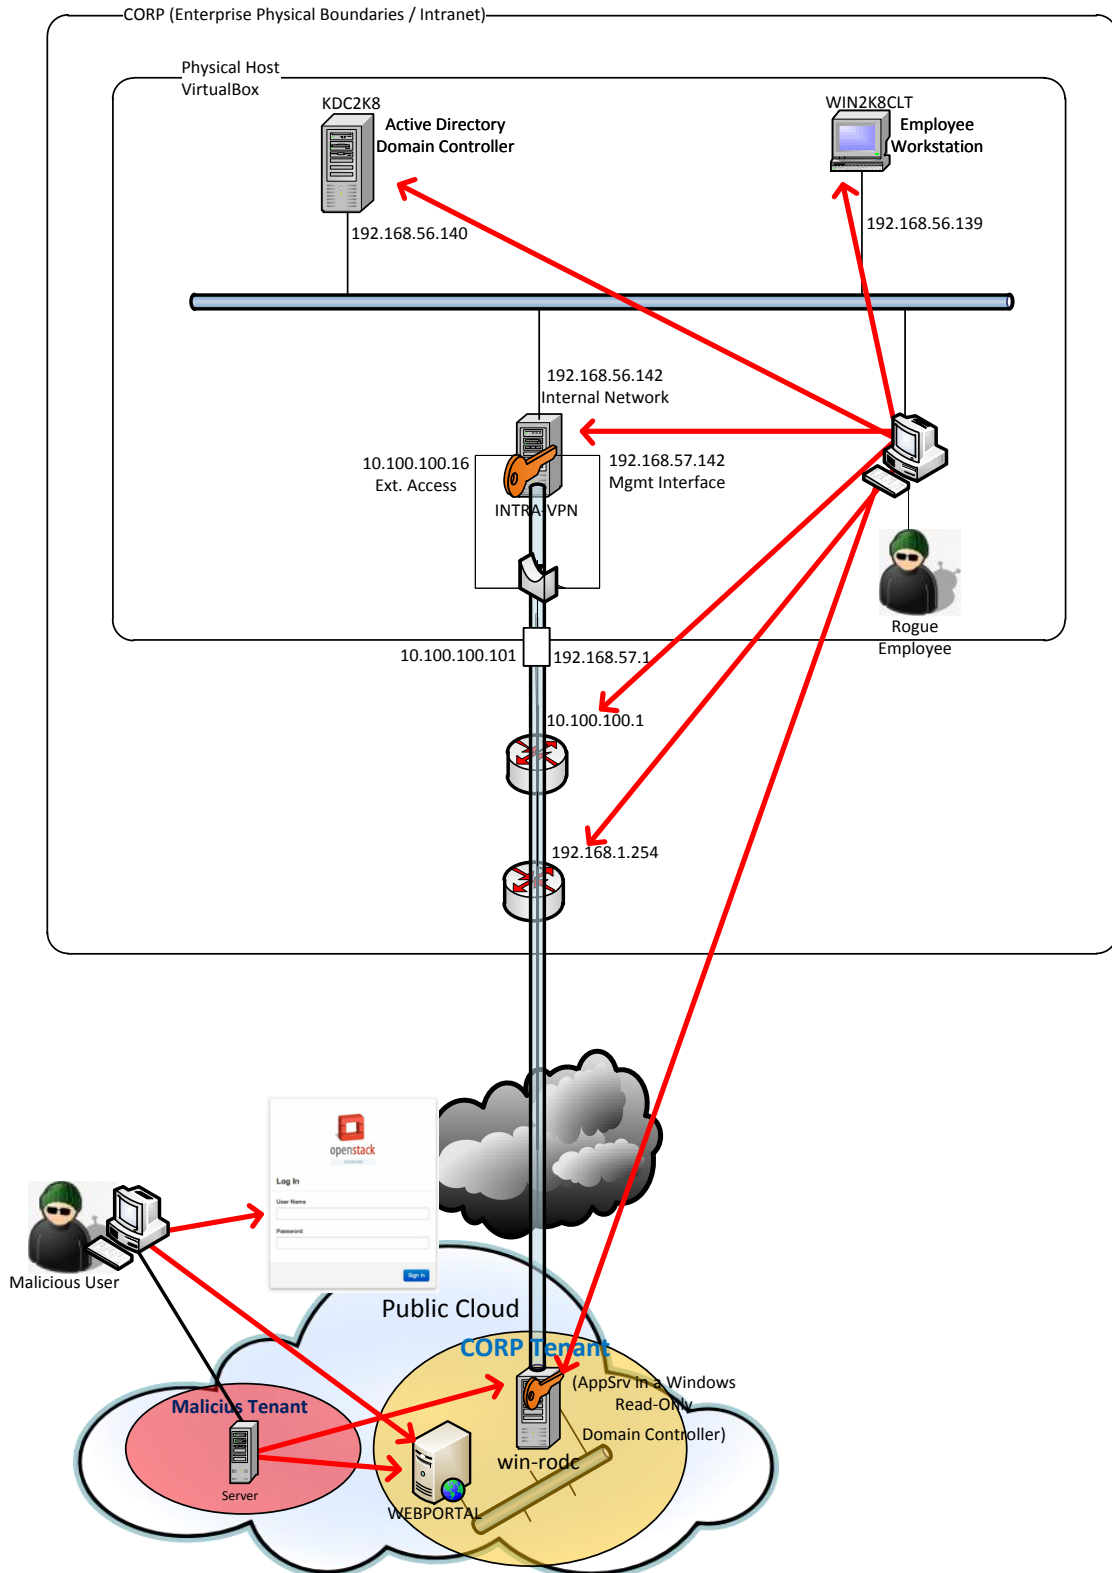 CORP (Enterprise Physical Boundaries / Intranet)
Physical Host
VirtualBox
KDC2K8
Active Directory
Domain Controller
WIN2K8CLT
Employee
Workstation
192.168.56.140
192.168.56.139
192.168.56.142
Internal Network
10.100.100.16
Ext. Access
192.168.57.142
Mgmt Interface
INTRA-VPN
Rogue
Employee
10.100.100.101
192.168.57.1
10.100.100.1
192.168.1.254
openstack
Log In
User Name
Password
Sign In
Malicious User
Public Cloud
CORP Tenant
(AppSrv in a Windows
Read-Only
Domain Controller)
Malicius Tenant
win-rodc
Server
WEBPORTAL